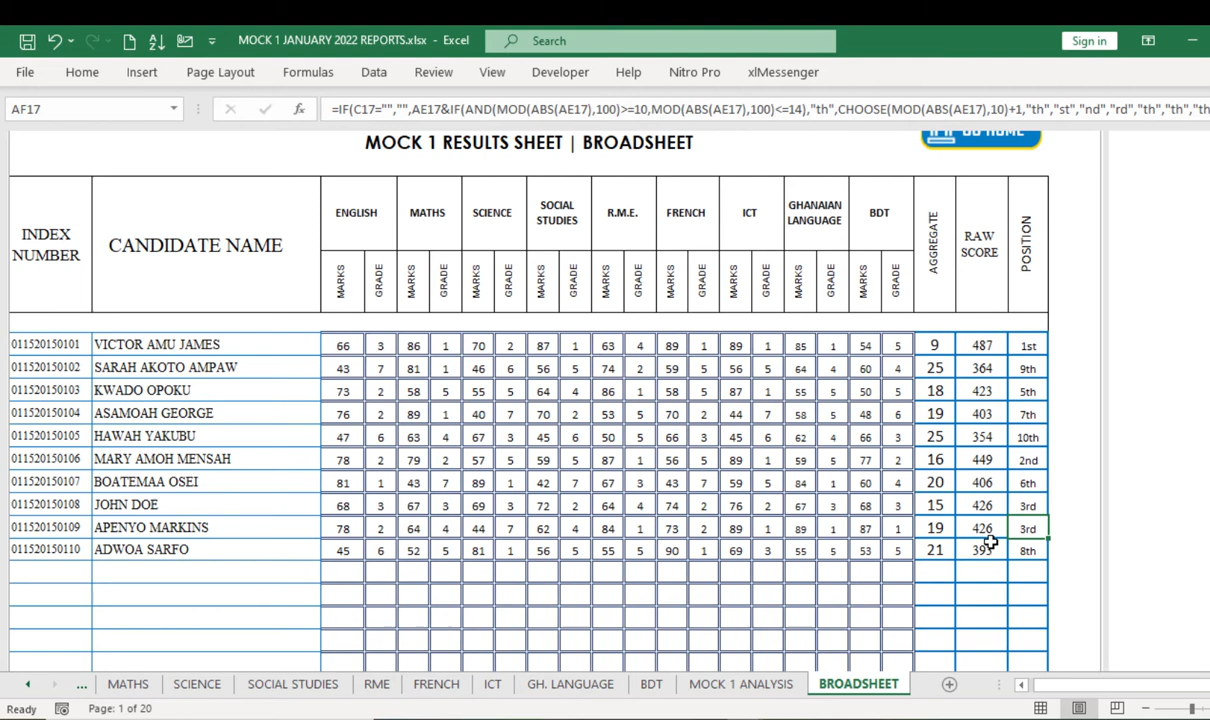 MOCK 1 JANUARY 2022 REPORTS.xlsx - Excel
Search
Sign in
File Home Insert Page Layout Formulas Data Review View Developer Help Nitro Pro xlMessenger
AF17 fx =IF(C17="","",AE17&IF(AND(MOD(ABS(AE17),100)>=10,MOD(ABS(AE17),100)<=14),"th",CHOOSE(MOD(ABS(AE17),10)+1,"th","st","nd","rd","th","th","th
MOCK 1 RESULTS SHEET | BROADSHEET
INDEX NUMBER CANDIDATE NAME ENGLISH MATHS SCIENCE SOCIAL STUDIES R.M.E. FRENCH ICT GHANAIAN LANGUAGE BDT AGGREGATE RAW SCORE POSITION
MARKS GRADE MARKS GRADE MARKS GRADE MARKS GRADE MARKS GRADE MARKS GRADE MARKS GRADE MARKS GRADE MARKS GRADE
011520150101 VICTOR AMU JAMES 66 3 86 1 70 2 87 1 63 4 89 1 89 1 85 1 54 5 9 487 1st
011520150102 SARAH AKOTO AMPAW 43 7 81 1 46 6 56 5 74 2 59 5 56 5 64 4 60 4 25 364 9th
011520150103 KWADO OPOKU 73 2 58 5 55 5 64 4 86 1 58 5 87 1 55 5 50 5 18 423 5th
011520150104 ASAMOAH GEORGE 76 2 89 1 40 7 70 2 53 5 70 2 44 7 58 5 48 6 19 403 7th
011520150105 HAWAH YAKUBU 47 6 63 4 67 3 45 6 50 5 66 3 45 6 62 4 66 3 25 354 10th
011520150106 MARY AMOH MENSAH 78 2 79 2 57 5 59 5 87 1 56 5 89 1 59 5 77 2 16 449 2nd
011520150107 BOATEMAA OSEI 81 1 43 7 89 1 42 7 67 3 43 7 59 5 84 1 60 4 20 406 6th
011520150108 JOHN DOE 68 3 67 3 69 3 72 2 64 4 74 2 76 2 67 3 68 3 15 426 3rd
011520150109 APENYO MARKINS 78 2 64 4 44 7 62 4 84 1 73 2 89 1 89 1 87 1 19 426 3rd
011520150110 ADWOA SARFO 45 6 52 5 81 1 56 5 55 5 90 1 69 3 55 5 53 5 21 8th
... MATHS SCIENCE SOCIAL STUDIES RME FRENCH ICT GH. LANGUAGE BDT MOCK 1 ANALYSIS BROADSHEET
Ready Page: 1 of 20